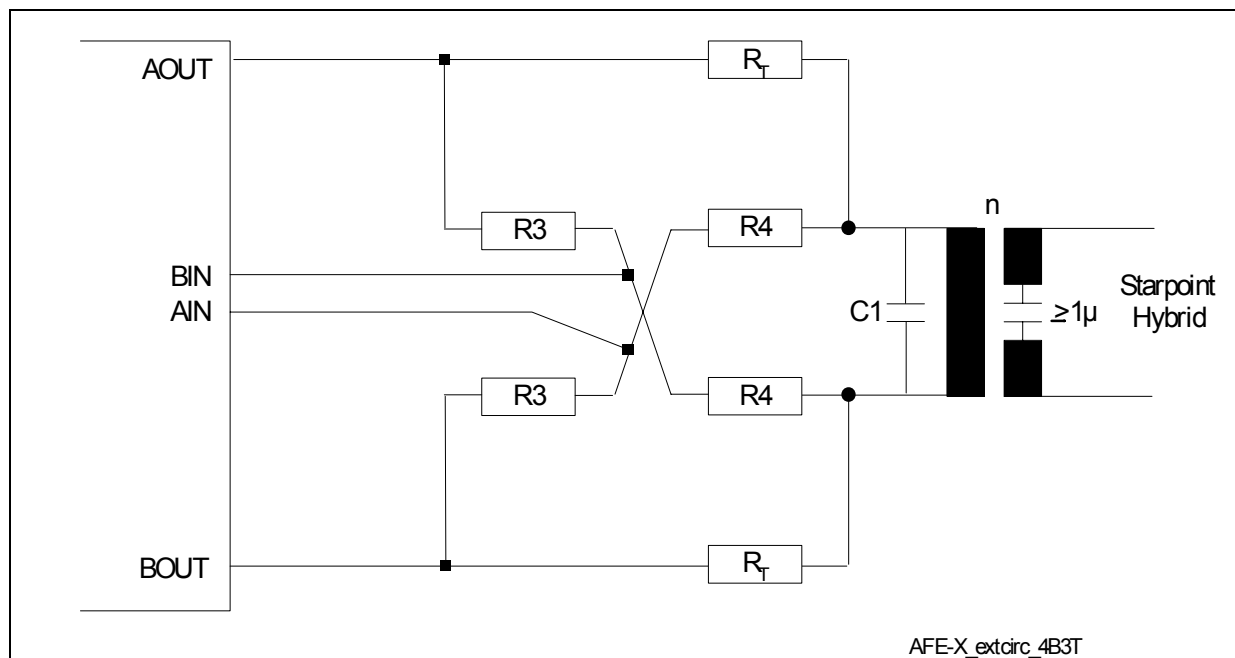 AOUT
R_T
n
R3
R4
BIN
AIN
C1
≥1µ
Starpoint
Hybrid
R3
R4
BOUT
R_T
AFE-X_extcirc_4B3T